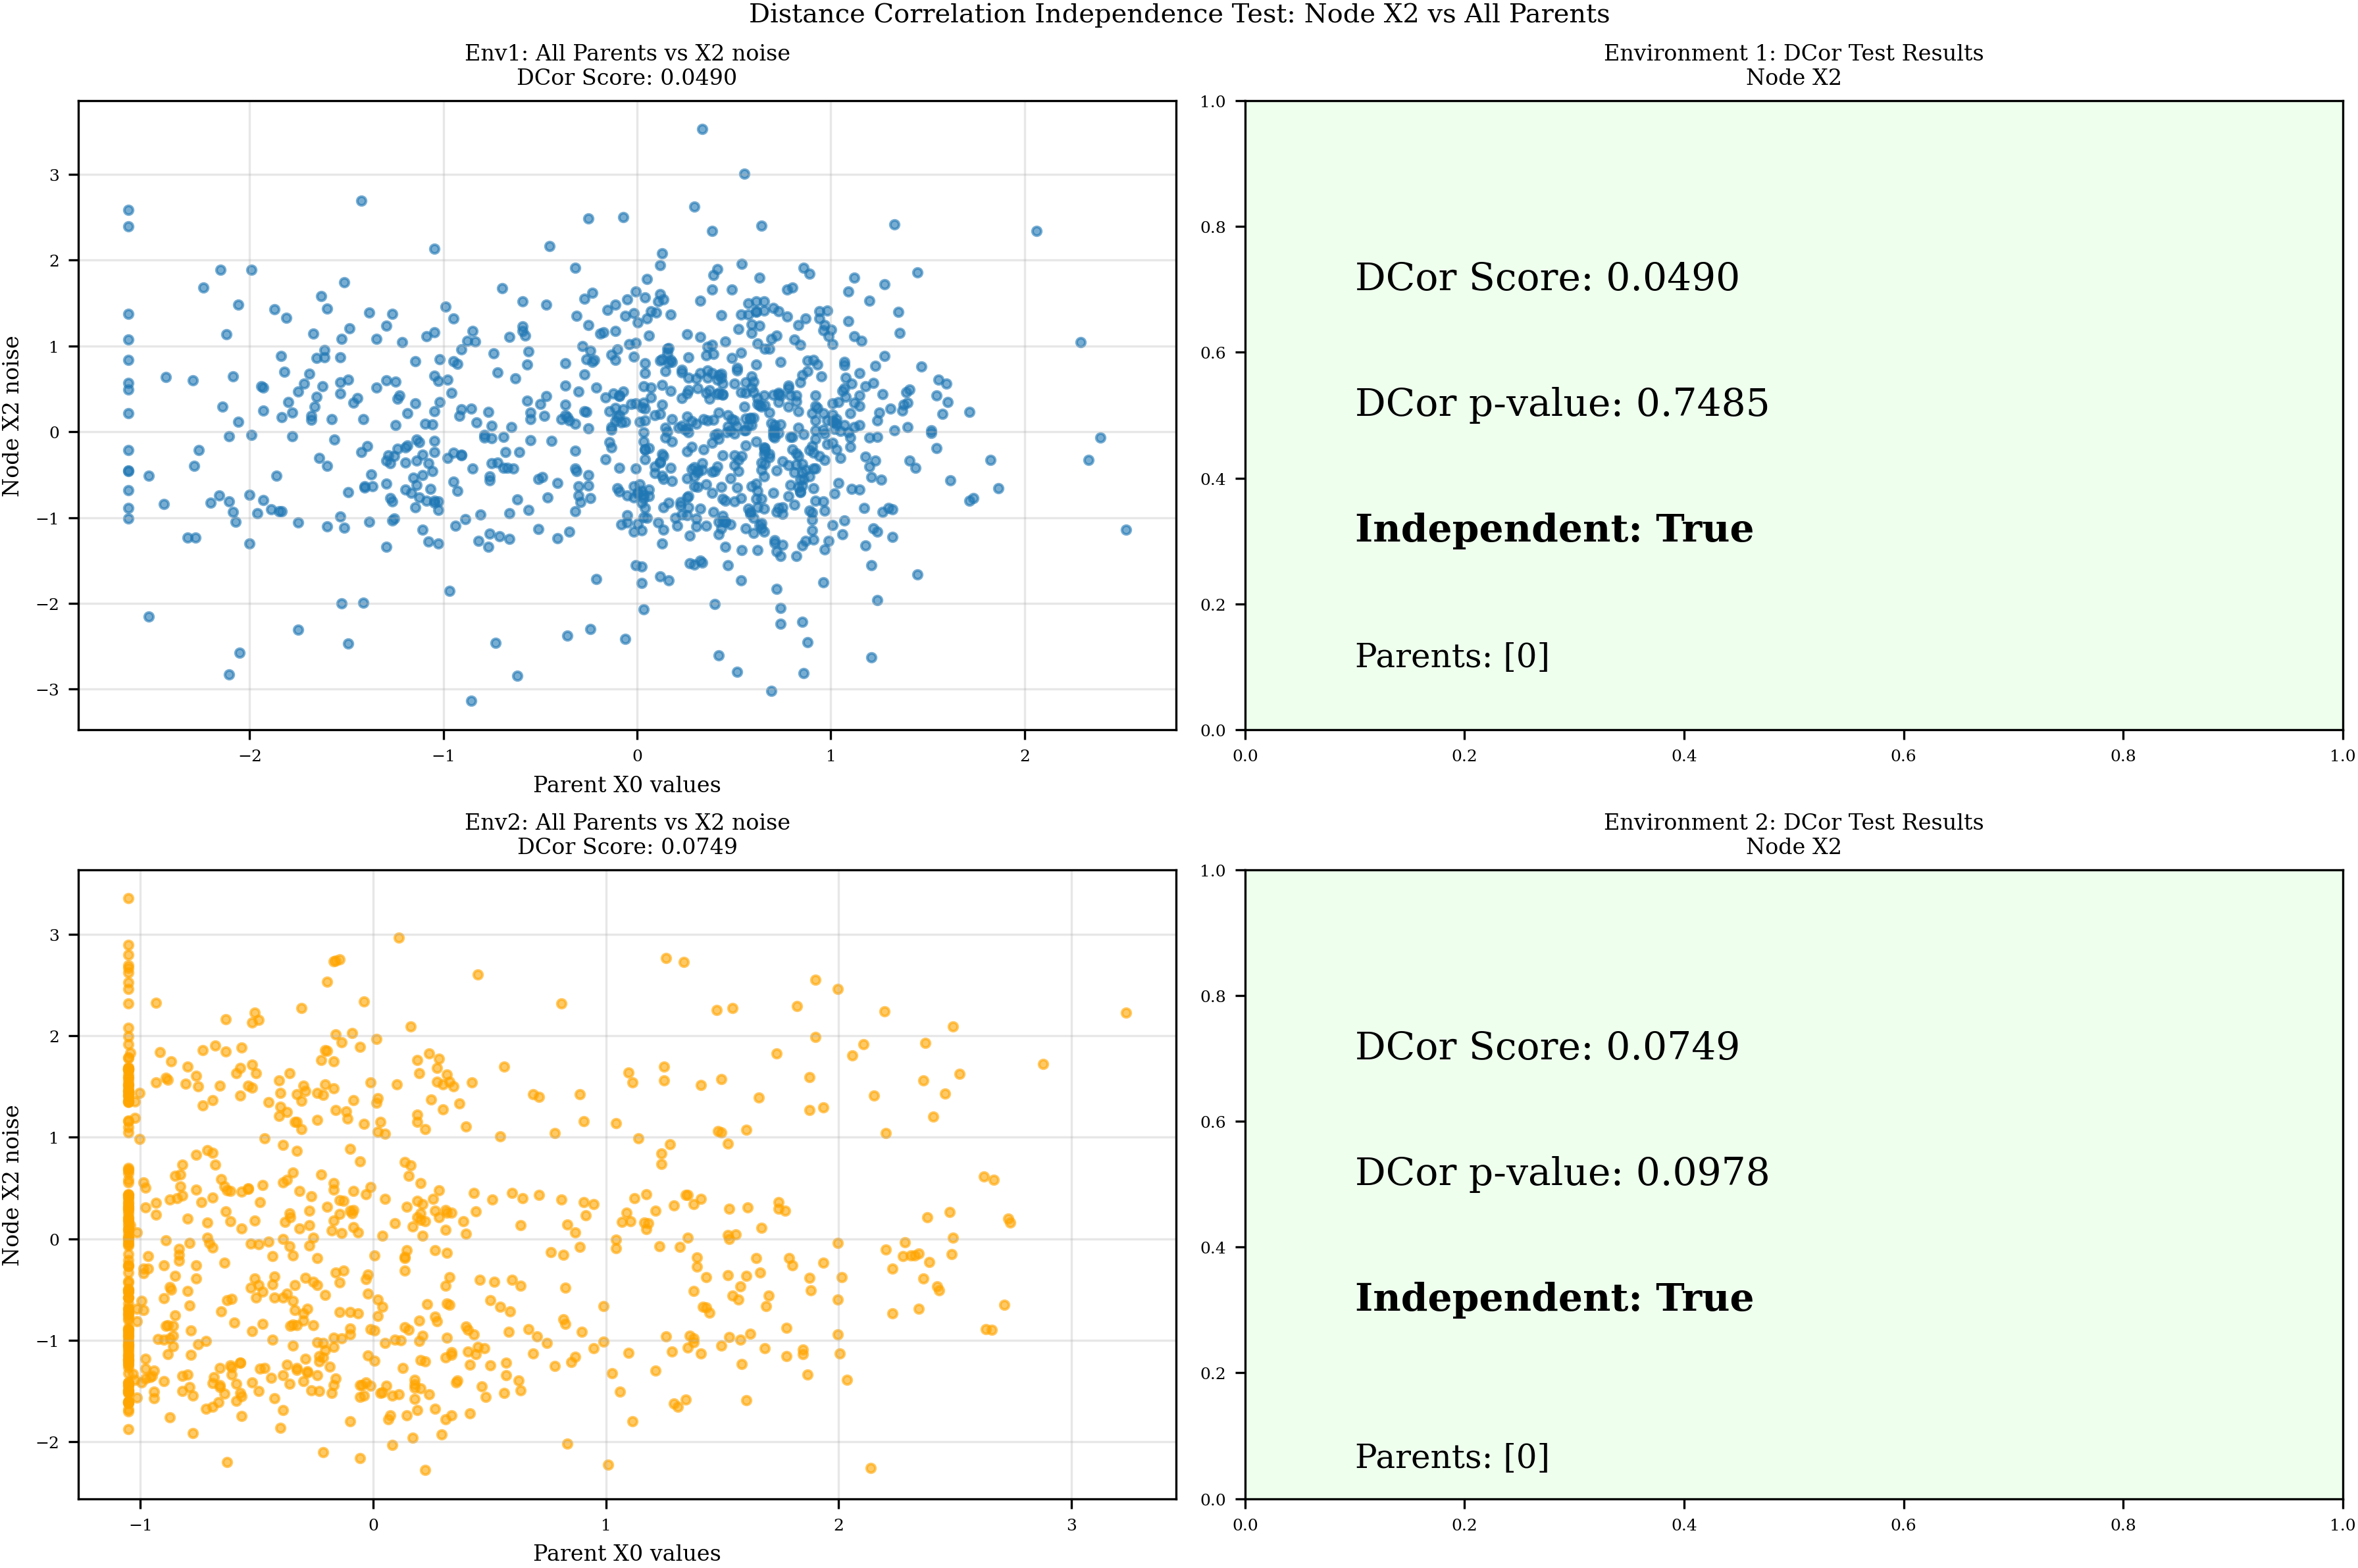 Distance Correlation Independence Test: Node X2 vs All Parents
Env1: All Parents vs X2 noise
DCor Score: 0.0490
3
2
1
0
−1
−2
−3
Node X2 noise
−2
−1
0
1
2
Parent X0 values
Environment 1: DCor Test Results
Node X2
1.0
0.8
0.6
0.4
0.2
0.0
DCor Score: 0.0490
DCor p-value: 0.7485
Independent: True
Parents: [0]
0.0
0.2
0.4
0.6
0.8
1.0
Env2: All Parents vs X2 noise
DCor Score: 0.0749
3
2
1
0
−1
−2
Node X2 noise
−1
0
1
2
3
Parent X0 values
Environment 2: DCor Test Results
Node X2
1.0
0.8
0.6
0.4
0.2
0.0
DCor Score: 0.0749
DCor p-value: 0.0978
Independent: True
Parents: [0]
0.0
0.2
0.4
0.6
0.8
1.0